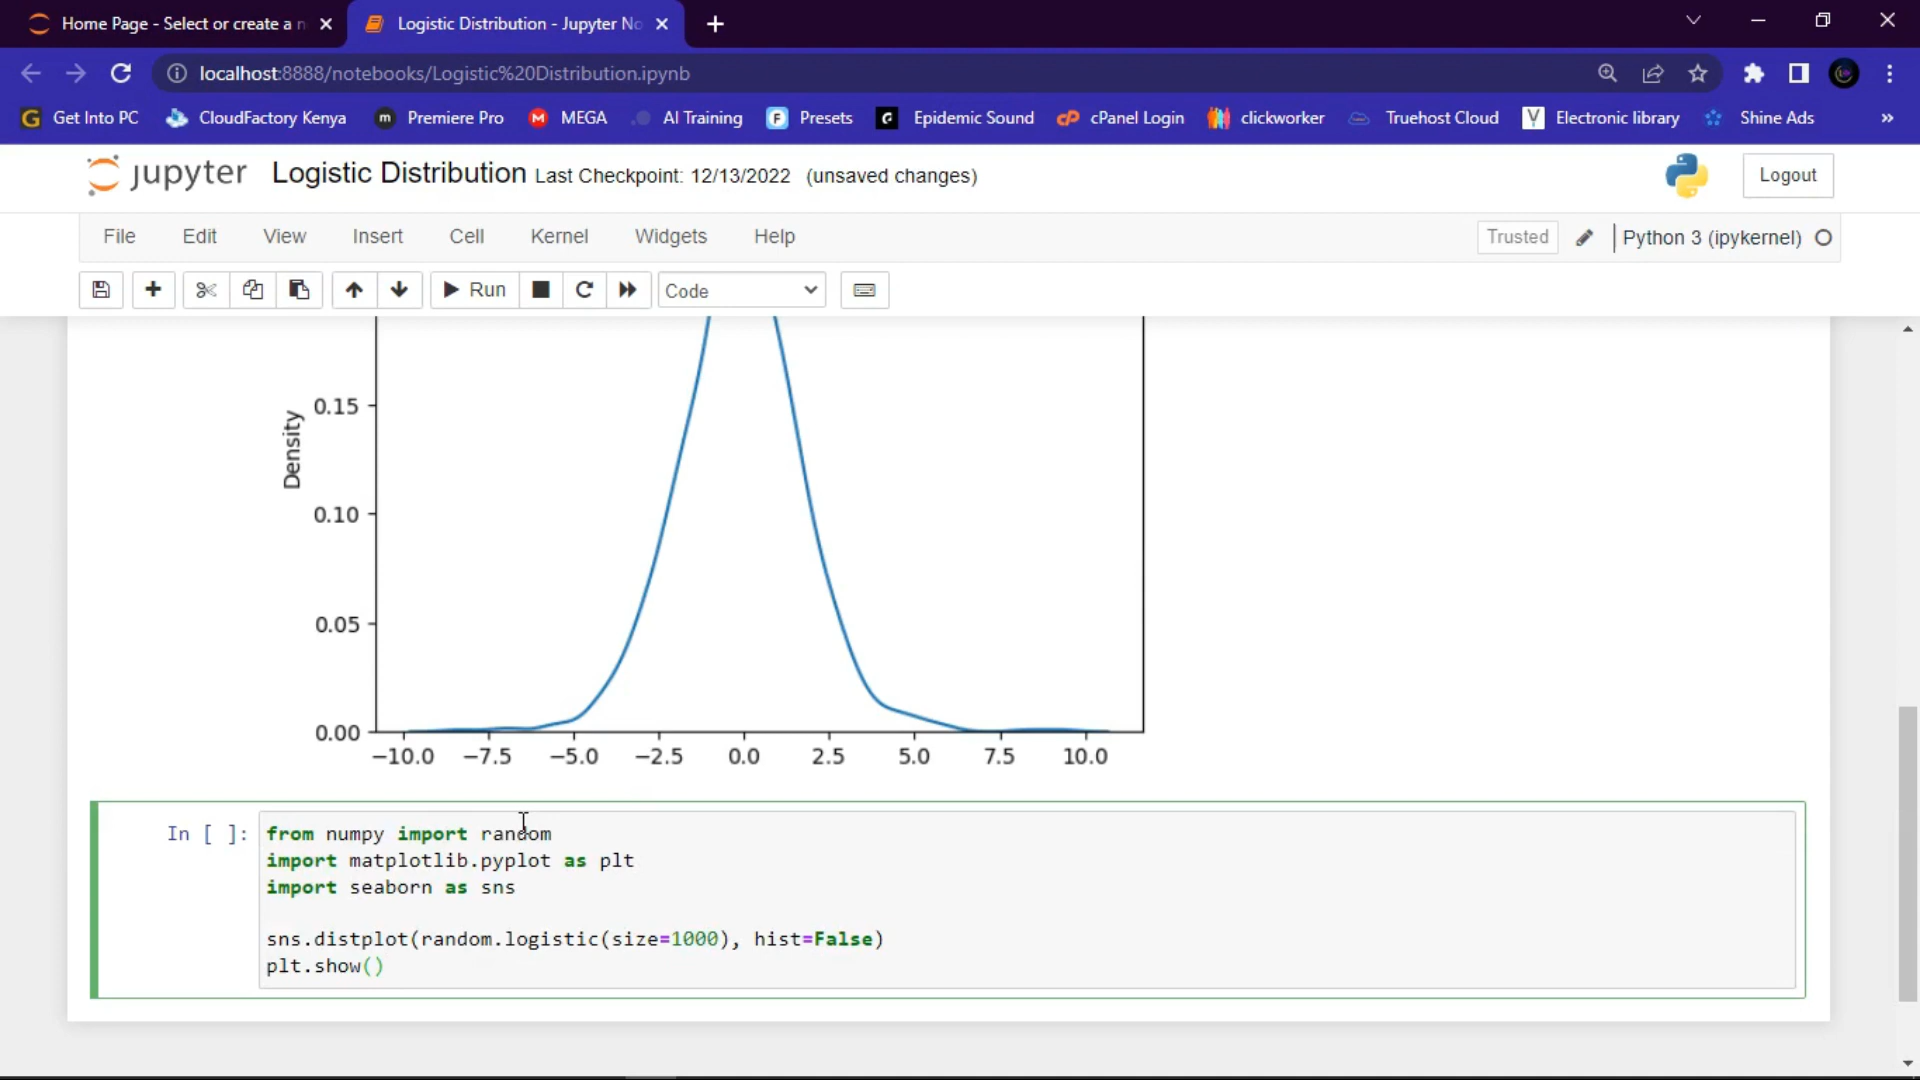 Home Page - Select or create a n
Logistic Distribution - Jupyter No
localhost:8888/notebooks/Logistic%20Distribution.ipynb
Get Into PC
CloudFactory Kenya
Premiere Pro
MEGA
AI Training
Presets
Epidemic Sound
cPanel Login
clickworker
Truehost Cloud
Electronic library
Shine Ads
»
jupyter
Logistic Distribution Last Checkpoint: 12/13/2022 (unsaved changes)
Logout
File Edit View Insert Cell Kernel Widgets Help
Trusted
Python 3 (ipykernel)
Run
Code
Density
0.15
0.10
0.05
0.00
−10.0 −7.5 −5.0 −2.5 0.0 2.5 5.0 7.5 10.0
In [ ]:
from numpy import random
import matplotlib.pyplot as plt
import seaborn as sns
sns.distplot(random.logistic(size=1000), hist=False)
plt.show()